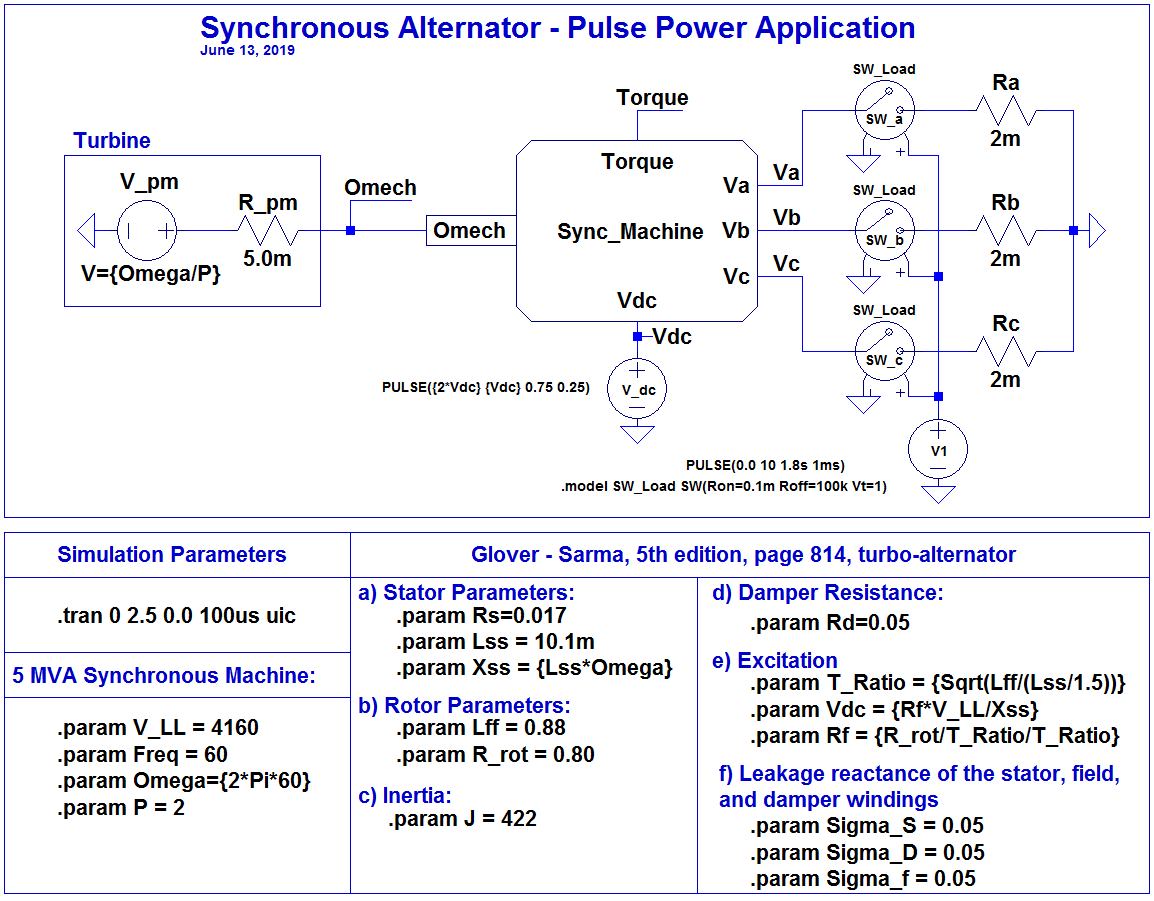 Synchronous Alternator - Pulse Power Application
June 13, 2019
Turbine
V_pm
V={Omega/P}
R_pm
5.0m
Omech
Omech
Torque
Torque
Sync_Machine
Va
Vb
Vc
Vdc
Va
Vb
Vc
Vdc
PULSE({2*Vdc} {Vdc} 0.75 0.25)
V_dc
SW_Load
SW_a
Ra
2m
SW_Load
SW_b
Rb
2m
SW_Load
SW_c
Rc
2m
V1
PULSE(0.0 10 1.8s 1ms)
.model SW_Load SW(Ron=0.1m Roff=100k Vt=1)
Simulation Parameters
.tran 0 2.5 0.0 100us uic
5 MVA Synchronous Machine:
.param V_LL = 4160
.param Freq = 60
.param Omega={2*Pi*60}
.param P = 2
Glover - Sarma, 5th edition, page 814, turbo-alternator
a) Stator Parameters:
.param Rs=0.017
.param Lss = 10.1m
.param Xss = {Lss*Omega}
b) Rotor Parameters:
.param Lff = 0.88
.param R_rot = 0.80
c) Inertia:
.param J = 422
d) Damper Resistance:
.param Rd=0.05
e) Excitation
.param T_Ratio = {Sqrt(Lff/(Lss/1.5))}
.param Vdc = {Rf*V_LL/Xss}
.param Rf = {R_rot/T_Ratio/T_Ratio}
f) Leakage reactance of the stator, field,
and damper windings
.param Sigma_S = 0.05
.param Sigma_D = 0.05
.param Sigma_f = 0.05